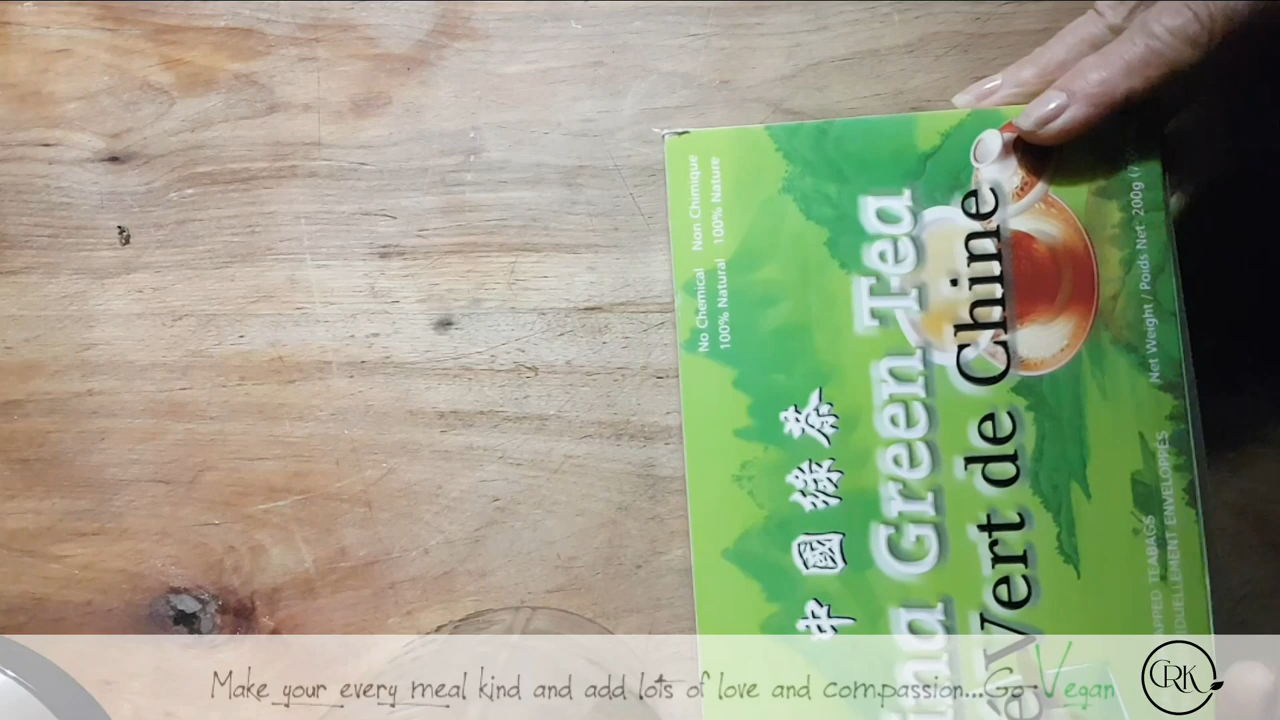 No Chemical Non Chimique
100% Natural 100% Nature
中國綠茶
Green Tea
Vert de Chine
Net Weight / Poids Net: 200g
TEABAGS
ENVELOPPÉS
Make your every meal kind and add lots of love and compassion...Go Vegan
CRK